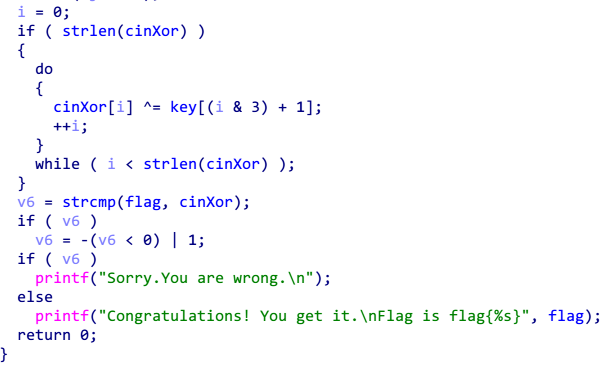 i = 0;
if ( strlen(cinXor) )
{
do
{
cinXor[i] ^= key[(i & 3) + 1];
++i;
}
while ( i < strlen(cinXor) );
}
v6 = strcmp(flag, cinXor);
if ( v6 )
v6 = -(v6 < 0) | 1;
if ( v6 )
printf("Sorry.You are wrong.\n");
else
printf("Congratulations! You get it.\nFlag is flag{%s}", flag);
return 0;
}